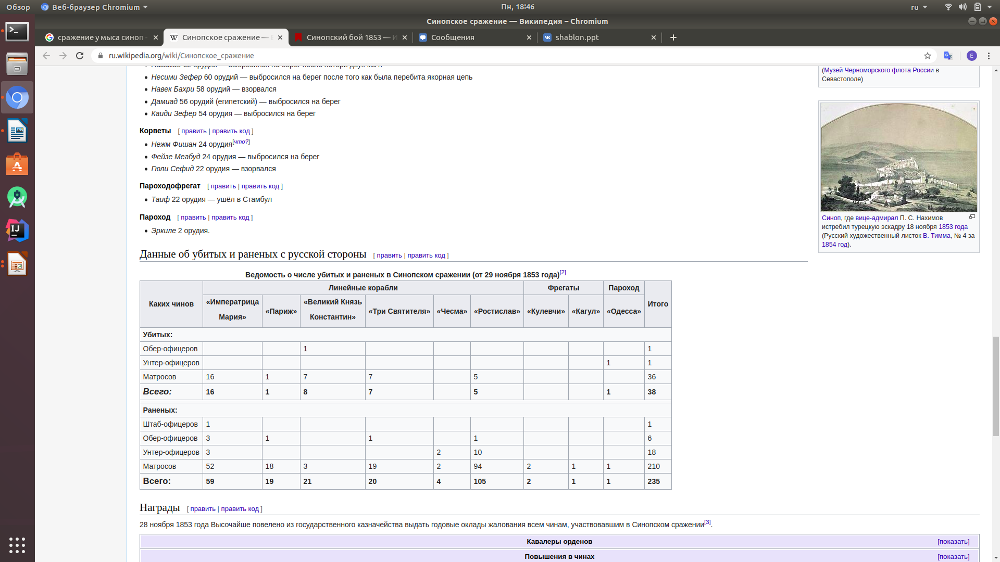 Обзор
Веб-браузер Chromium
Пн, 18:46
ru
Синопское сражение — Википедия – Chromium
сражение у мыса синоп -
Синопское сражение —
Синопский бой 1853 — И
Сообщения
shablon.ppt
ru.wikipedia.org/wiki/Синопское_сражение
E
Несими Зефер 60 орудий — выбросился на берег после того как была перебита якорная цепь
Навек Бахри 58 орудий — взорвался
Дамиад 56 орудий (египетский) — выбросился на берег
Каиди Зефер 54 орудия — выбросился на берег
Корветы [ править | править код ]
Нежм Фишан 24 орудия[что?]
Фейзе Меабуд 24 орудия — выбросился на берег
Гюли Сефид 22 орудия — взорвался
Пароходофрегат [ править | править код ]
Таиф 22 орудия — ушёл в Стамбул
Пароход [ править | править код ]
Эркиле 2 орудия.
(Музей Черноморского флота России в
Севастополе)
Синоп, где вице-адмирал П. С. Нахимов
истребил турецкую эскадру 18 ноября 1853 года
(Русский художественный листок В. Тимма, № 4 за
1854 год).
Данные об убитых и раненых с русской стороны [ править | править код ]
Ведомость о числе убитых и раненых в Синопском сражении (от 29 ноября 1853 года)[2]
Каких чинов Линейные корабли Фрегаты Пароход Итого
«Императрица Мария» «Париж» «Великий Князь Константин» «Три Святителя» «Чесма» «Ростислав» «Кулевчи» «Кагул» «Одесса»
Убитых:
Обер-офицеров 1 1
Унтер-офицеров 1 1
Матросов 16 1 7 7 5 36
Всего: 16 1 8 7 5 1 38
Раненых:
Штаб-офицеров 1 1
Обер-офицеров 3 1 1 1 6
Унтер-офицеров 3 2 10 18
Матросов 52 18 3 19 2 94 2 1 1 210
Всего: 59 19 21 20 4 105 2 1 1 235
Награды [ править | править код ]
28 ноября 1853 года Высочайше повелено из государственного казначейства выдать годовые оклады жалования всем чинам, участвовавшим в Синопском сражении[3].
Кавалеры орденов [показать]
Повышения в чинах [показать]